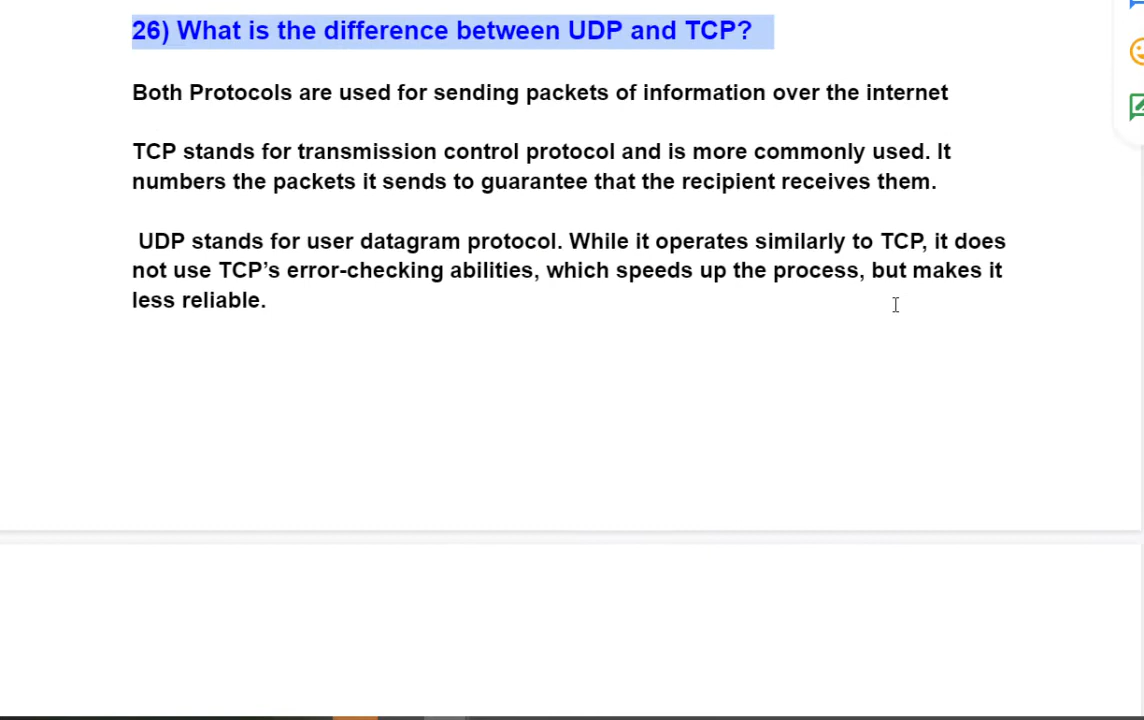 26) What is the difference between UDP and TCP?
Both Protocols are used for sending packets of information over the internet
TCP stands for transmission control protocol and is more commonly used. It
numbers the packets it sends to guarantee that the recipient receives them.
UDP stands for user datagram protocol. While it operates similarly to TCP, it does
not use TCP’s error-checking abilities, which speeds up the process, but makes it
less reliable.